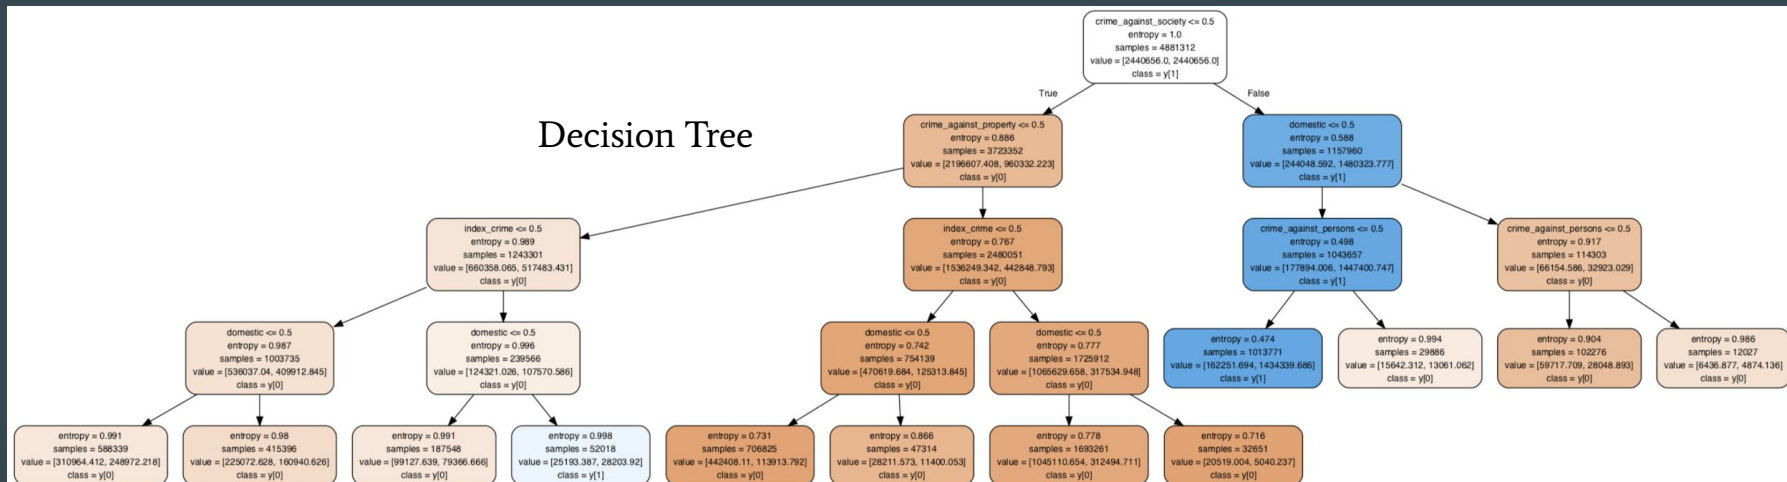 crime_against_society <= 0.5
entropy = 1.0
samples = 4881312
value = [2440656.0, 2440656.0]
class = y[1]
True
False
Decision Tree
crime_against_property <= 0.5
entropy = 0.886
samples = 3723352
value = [2196607.408, 960332.223]
class = y[0]
domestic <= 0.5
entropy = 0.588
samples = 1157960
value = [244048.592, 1480323.777]
class = y[1]
index_crime <= 0.5
entropy = 0.989
samples = 1243301
value = [660358.065, 517483.431]
class = y[0]
index_crime <= 0.5
entropy = 0.767
samples = 2480051
value = [1536249.342, 442848.793]
class = y[0]
crime_against_persons <= 0.5
entropy = 0.498
samples = 1043657
value = [177894.006, 1447400.747]
class = y[1]
crime_against_persons <= 0.5
entropy = 0.917
samples = 114303
value = [66154.586, 32923.029]
class = y[0]
domestic <= 0.5
entropy = 0.987
samples = 1003735
value = [536037.04, 409912.845]
class = y[0]
domestic <= 0.5
entropy = 0.996
samples = 239566
value = [124321.026, 107570.586]
class = y[0]
domestic <= 0.5
entropy = 0.742
samples = 754139
value = [470619.684, 125313.845]
class = y[0]
domestic <= 0.5
entropy = 0.777
samples = 1725912
value = [1065629.658, 317534.948]
class = y[0]
entropy = 0.474
samples = 1013771
value = [162251.694, 1434339.686]
class = y[1]
entropy = 0.994
samples = 29886
value = [15642.312, 13061.062]
class = y[0]
entropy = 0.904
samples = 102276
value = [59717.709, 28048.893]
class = y[0]
entropy = 0.986
samples = 12027
value = [6436.877, 4874.136]
class = y[0]
entropy = 0.991
samples = 588339
value = [310964.412, 248972.218]
class = y[0]
entropy = 0.98
samples = 415396
value = [225072.628, 160940.626]
class = y[0]
entropy = 0.991
samples = 187548
value = [99127.639, 79366.666]
class = y[0]
entropy = 0.998
samples = 52018
value = [25193.387, 28203.92]
class = y[1]
entropy = 0.731
samples = 706825
value = [442408.11, 113913.792]
class = y[0]
entropy = 0.866
samples = 47314
value = [28211.573, 11400.053]
class = y[0]
entropy = 0.778
samples = 1693261
value = [1045110.654, 312494.711]
class = y[0]
entropy = 0.716
samples = 32651
value = [20519.004, 5040.237]
class = y[0]